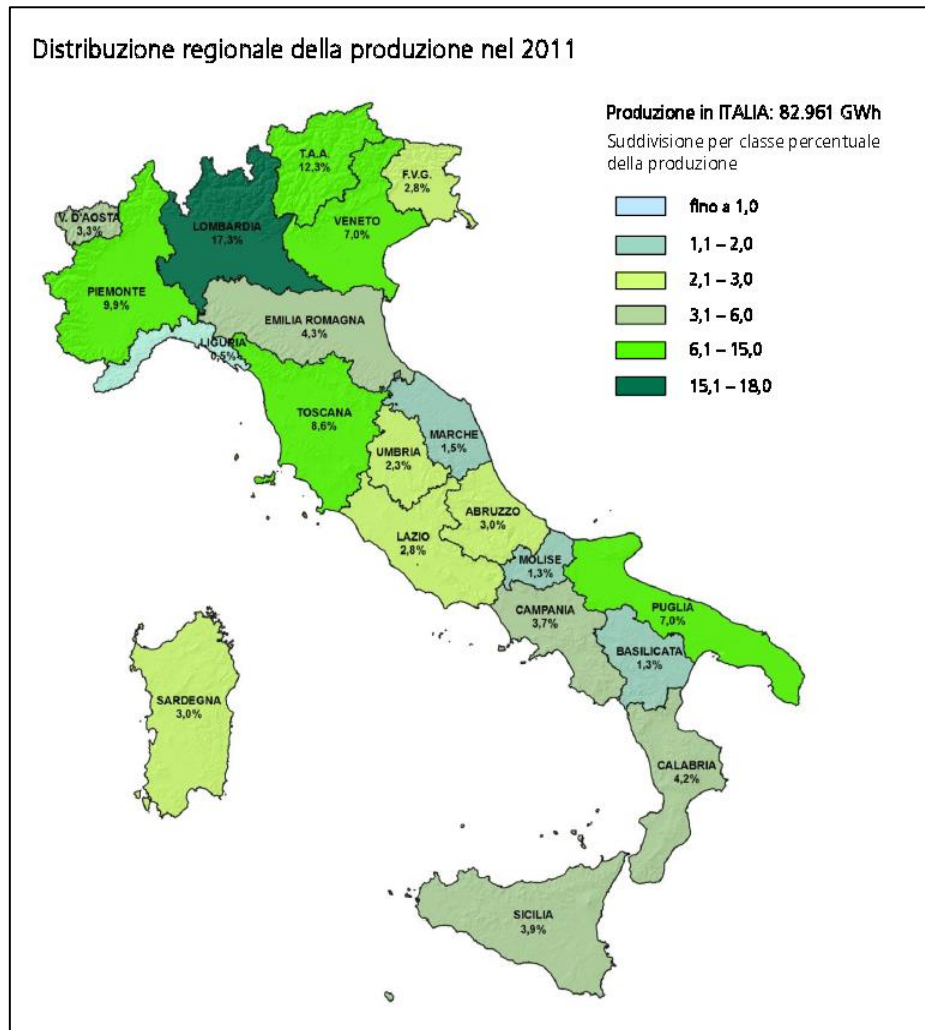 Distribuzione regionale della produzione nel 2011
Produzione in ITALIA: 82.961 GWh
Suddivisione per classe percentuale
della produzione
fino a 1,0
1,1 – 2,0
2,1 – 3,0
3,1 – 6,0
6,1 – 15,0
15,1 – 18,0
T.A.A.
12,3%
F.V.G.
2,8%
V. D'AOSTA
3,3%
LOMBARDIA
17,3%
VENETO
7,0%
PIEMONTE
9,9%
EMILIA ROMAGNA
4,3%
LIGURIA
0,5%
TOSCANA
8,6%
MARCHE
1,5%
UMBRIA
2,3%
ABRUZZO
3,0%
LAZIO
2,8%
MOLISE
1,3%
CAMPANIA
3,7%
PUGLIA
7,0%
BASILICATA
1,3%
SARDEGNA
3,0%
CALABRIA
4,2%
SICILIA
3,9%